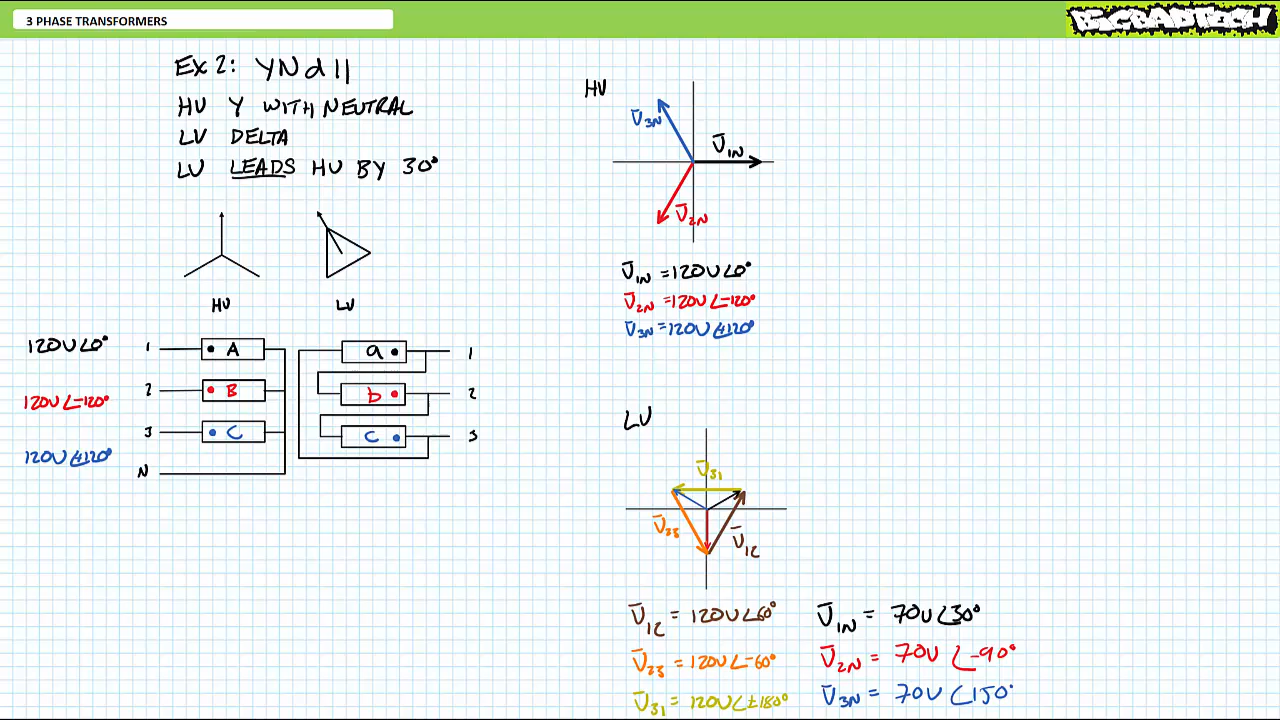 3 PHASE TRANSFORMERS
BIGBADTECH
Ex 2: YNd11
HV Y WITH NEUTRAL
LV DELTA
LV LEADS HV BY 30°
HV
LV
120V∠0°
120V∠-120°
120V∠±120°
1
2
3
N
A
B
C
a
b
c
1
2
3
HV
V̄3N
V̄1N
V̄2N
V̄1N = 120V∠0°
V̄2N = 120V∠-120°
V̄3N = 120V∠±120°
LV
V̄31
V̄23
V̄12
V̄12 = 120V∠60°
V̄23 = 120V∠-60°
V̄31 = 120V∠±180°
V̄1N = 70V∠30°
V̄2N = 70V∠-90°
V̄3N = 70V∠150°